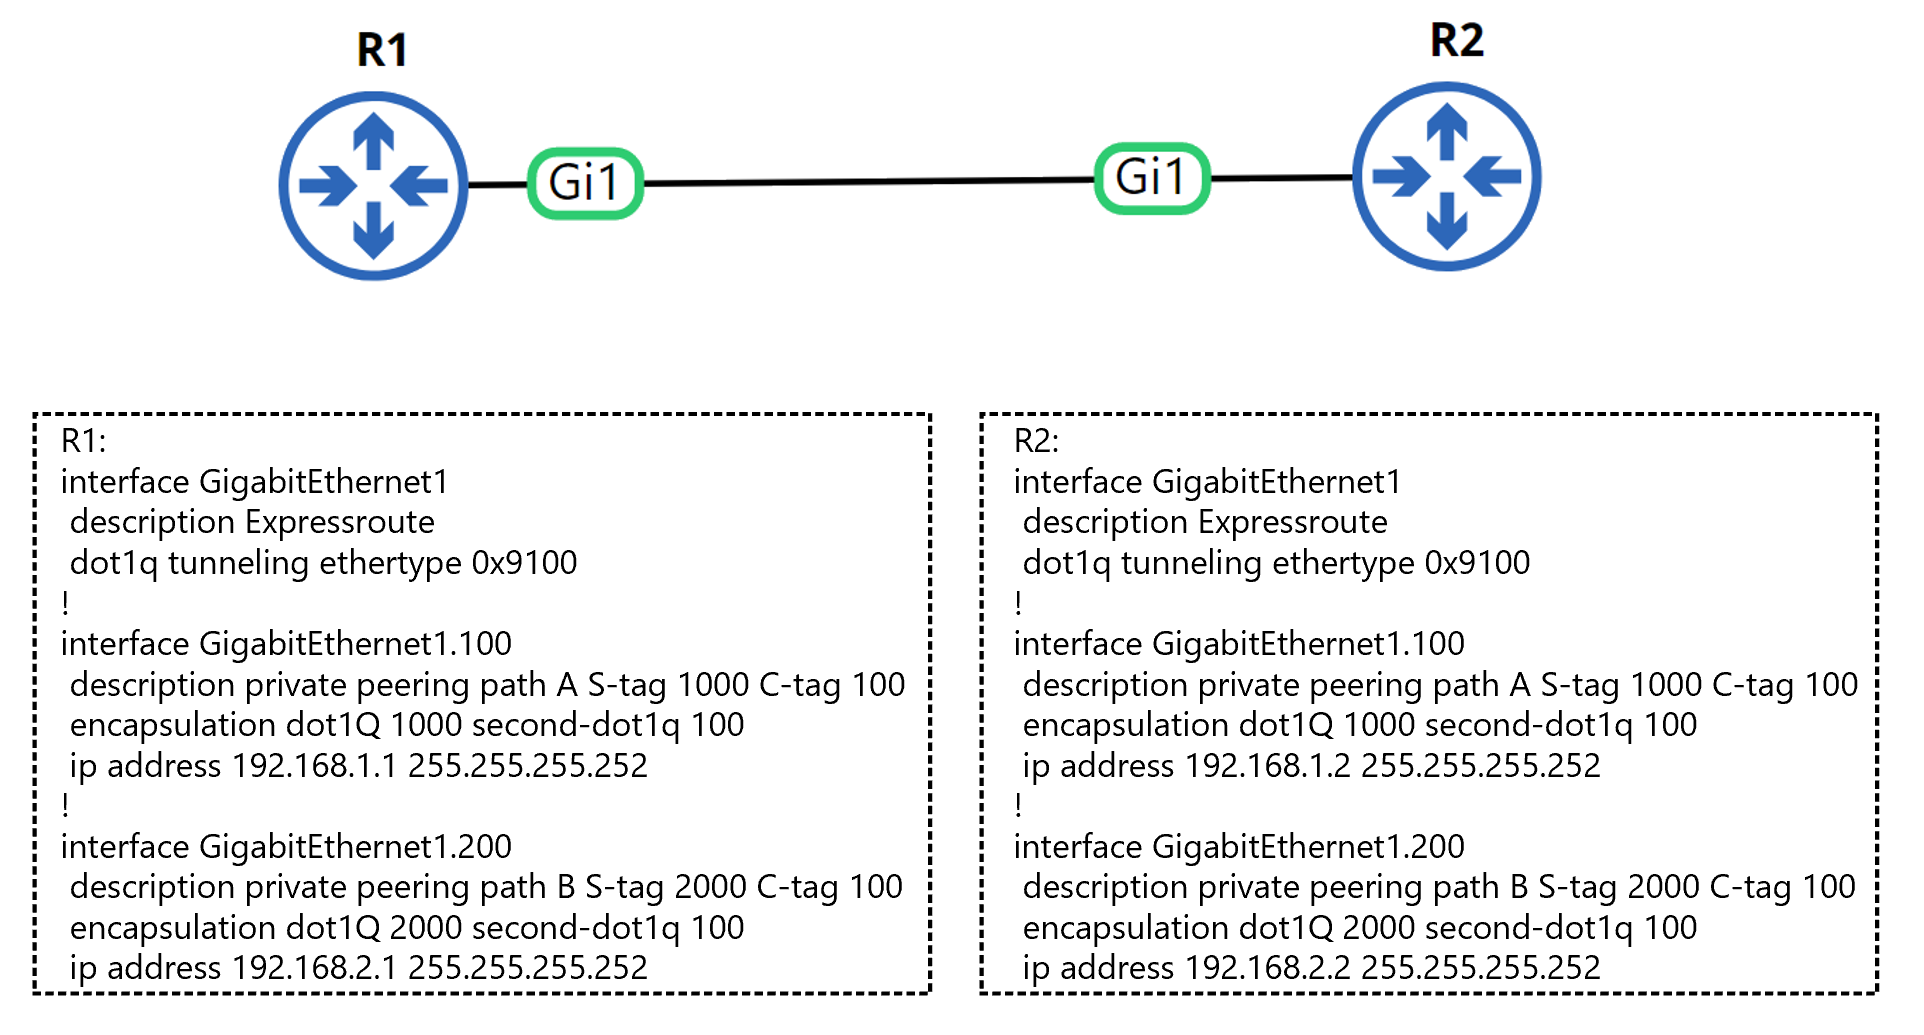 R1
R2
Gi1
Gi1
R1:
interface GigabitEthernet1
description Expressroute
dot1q tunneling ethertype 0x9100
!
interface GigabitEthernet1.100
description private peering path A S-tag 1000 C-tag 100
encapsulation dot1Q 1000 second-dot1q 100
ip address 192.168.1.1 255.255.255.252
!
interface GigabitEthernet1.200
description private peering path B S-tag 2000 C-tag 100
encapsulation dot1Q 2000 second-dot1q 100
ip address 192.168.2.1 255.255.255.252
R2:
interface GigabitEthernet1
description Expressroute
dot1q tunneling ethertype 0x9100
!
interface GigabitEthernet1.100
description private peering path A S-tag 1000 C-tag 100
encapsulation dot1Q 1000 second-dot1q 100
ip address 192.168.1.2 255.255.255.252
!
interface GigabitEthernet1.200
description private peering path B S-tag 2000 C-tag 100
encapsulation dot1Q 2000 second-dot1q 100
ip address 192.168.2.2 255.255.255.252